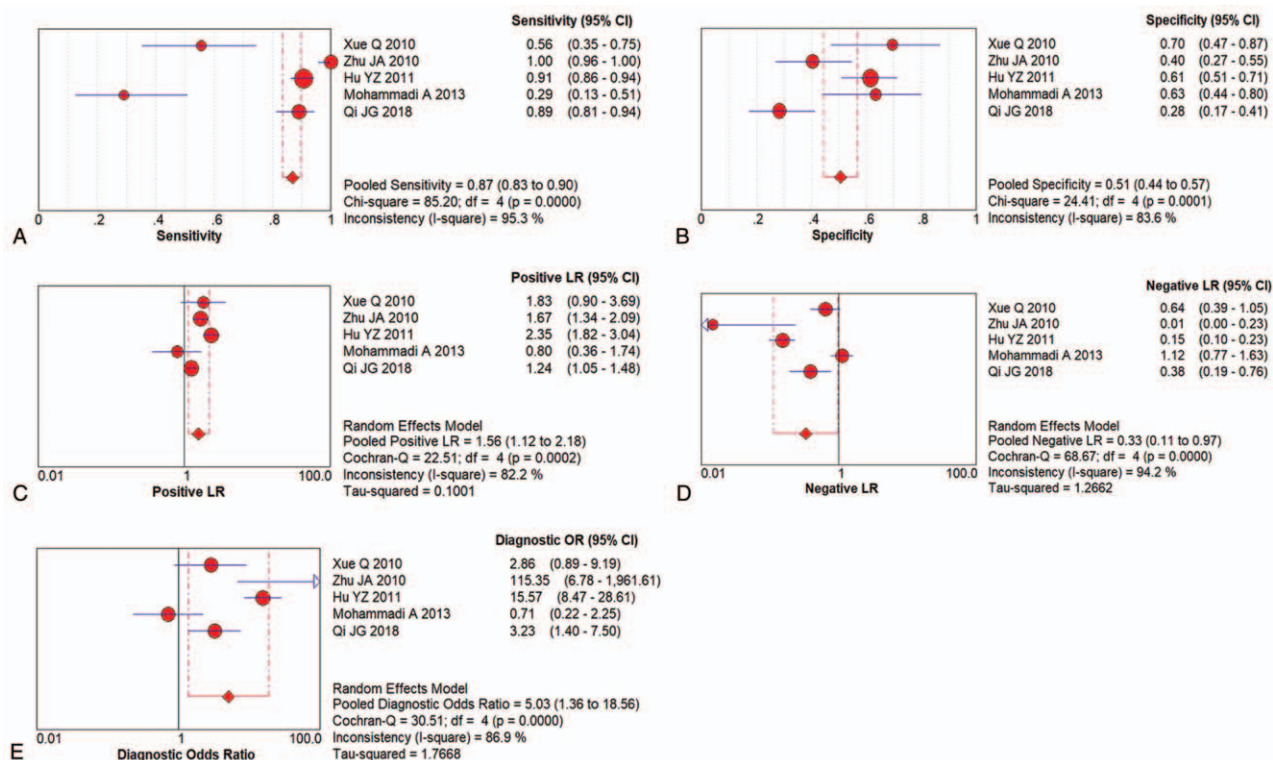 Sensitivity (95% CI)
Xue Q 2010 0.56 (0.35 - 0.75)
Zhu JA 2010 1.00 (0.96 - 1.00)
Hu YZ 2011 0.91 (0.86 - 0.94)
Mohammadi A 2013 0.29 (0.13 - 0.51)
Qi JG 2018 0.89 (0.81 - 0.94)
Pooled Sensitivity = 0.87 (0.83 to 0.90)
Chi-square = 85.20; df = 4 (p = 0.0000)
Inconsistency (I-square) = 95.3 %
0 .2 .4 .6 .8 1
Sensitivity
A
Specificity (95% CI)
Xue Q 2010 0.70 (0.47 - 0.87)
Zhu JA 2010 0.40 (0.27 - 0.55)
Hu YZ 2011 0.61 (0.51 - 0.71)
Mohammadi A 2013 0.63 (0.44 - 0.80)
Qi JG 2018 0.28 (0.17 - 0.41)
Pooled Specificity = 0.51 (0.44 to 0.57)
Chi-square = 24.41; df = 4 (p = 0.0001)
Inconsistency (I-square) = 83.6 %
0 .2 .4 .6 .8 1
Specificity
B
Positive LR (95% CI)
Xue Q 2010 1.83 (0.90 - 3.69)
Zhu JA 2010 1.67 (1.34 - 2.09)
Hu YZ 2011 2.35 (1.82 - 3.04)
Mohammadi A 2013 0.80 (0.36 - 1.74)
Qi JG 2018 1.24 (1.05 - 1.48)
Random Effects Model
Pooled Positive LR = 1.56 (1.12 to 2.18)
Cochran-Q = 22.51; df = 4 (p = 0.0002)
Inconsistency (I-square) = 82.2 %
Tau-squared = 0.1001
0.01 1 100.0
Positive LR
C
Negative LR (95% CI)
Xue Q 2010 0.64 (0.39 - 1.05)
Zhu JA 2010 0.01 (0.00 - 0.23)
Hu YZ 2011 0.15 (0.10 - 0.23)
Mohammadi A 2013 1.12 (0.77 - 1.63)
Qi JG 2018 0.38 (0.19 - 0.76)
Random Effects Model
Pooled Negative LR = 0.33 (0.11 to 0.97)
Cochran-Q = 68.67; df = 4 (p = 0.0000)
Inconsistency (I-square) = 94.2 %
Tau-squared = 1.2662
0.01 1 100.0
Negative LR
D
Diagnostic OR (95% CI)
Xue Q 2010 2.86 (0.89 - 9.19)
Zhu JA 2010 115.35 (6.78 - 1,961.61)
Hu YZ 2011 15.57 (8.47 - 28.61)
Mohammadi A 2013 0.71 (0.22 - 2.25)
Qi JG 2018 3.23 (1.40 - 7.50)
Random Effects Model
Pooled Diagnostic Odds Ratio = 5.03 (1.36 to 18.56)
Cochran-Q = 30.51; df = 4 (p = 0.0000)
Inconsistency (I-square) = 86.9 %
Tau-squared = 1.7668
0.01 1 100.0
Diagnostic Odds Ratio
E